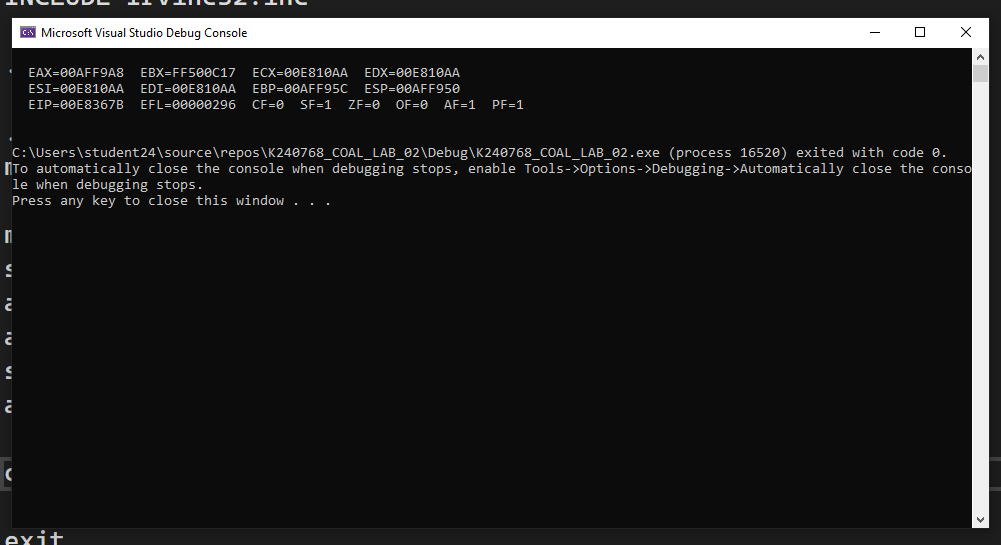 INCLUDE Irvine32.inc
Microsoft Visual Studio Debug Console
EAX=00AFF9A8 EBX=FF500C17 ECX=00E810AA EDX=00E810AA
ESI=00E810AA EDI=00E810AA EBP=00AFF95C ESP=00AFF950
EIP=00E8367B EFL=00000296 CF=0 SF=1 ZF=0 OF=0 AF=1 PF=1
C:\Users\student24\source\repos\K240768_COAL_LAB_02\Debug\K240768_COAL_LAB_02.exe (process 16520) exited with code 0.
To automatically close the console when debugging stops, enable Tools->Options->Debugging->Automatically close the conso
le when debugging stops.
Press any key to close this window . . .
exit